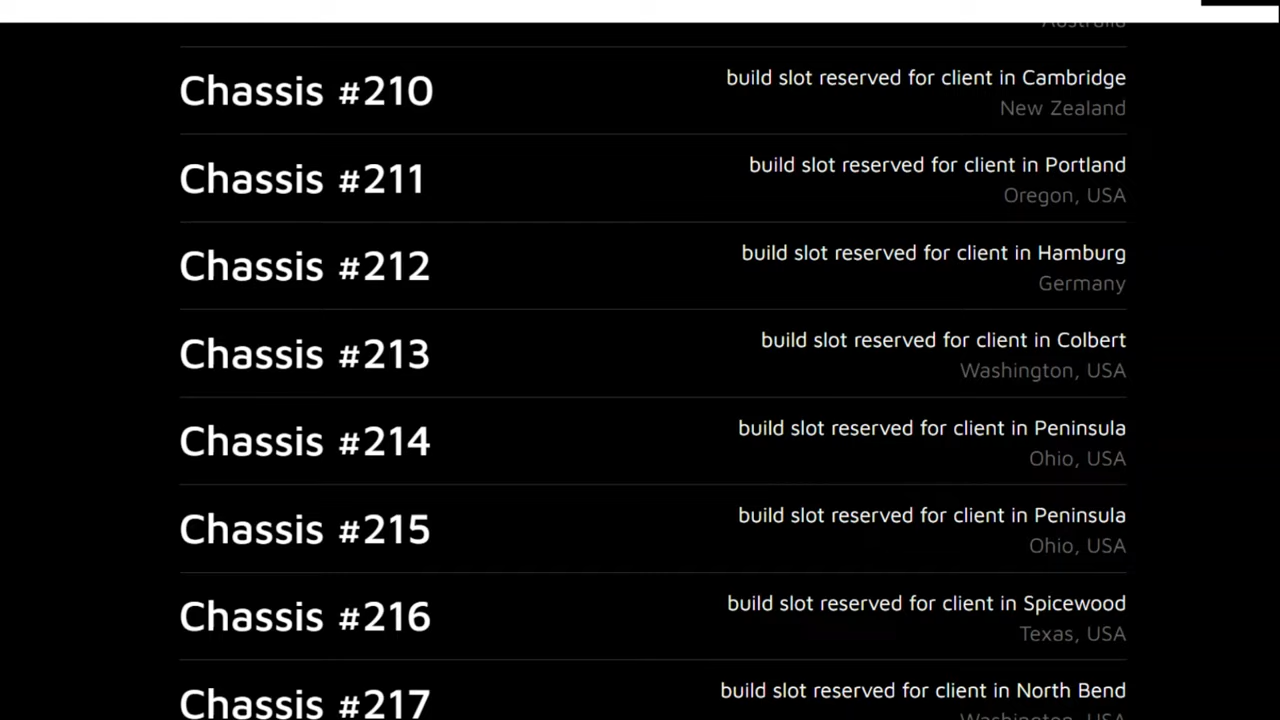 Australia
Chassis #210
build slot reserved for client in Cambridge
New Zealand
Chassis #211
build slot reserved for client in Portland
Oregon, USA
Chassis #212
build slot reserved for client in Hamburg
Germany
Chassis #213
build slot reserved for client in Colbert
Washington, USA
Chassis #214
build slot reserved for client in Peninsula
Ohio, USA
Chassis #215
build slot reserved for client in Peninsula
Ohio, USA
Chassis #216
build slot reserved for client in Spicewood
Texas, USA
Chassis #217
build slot reserved for client in North Bend
Washington, USA